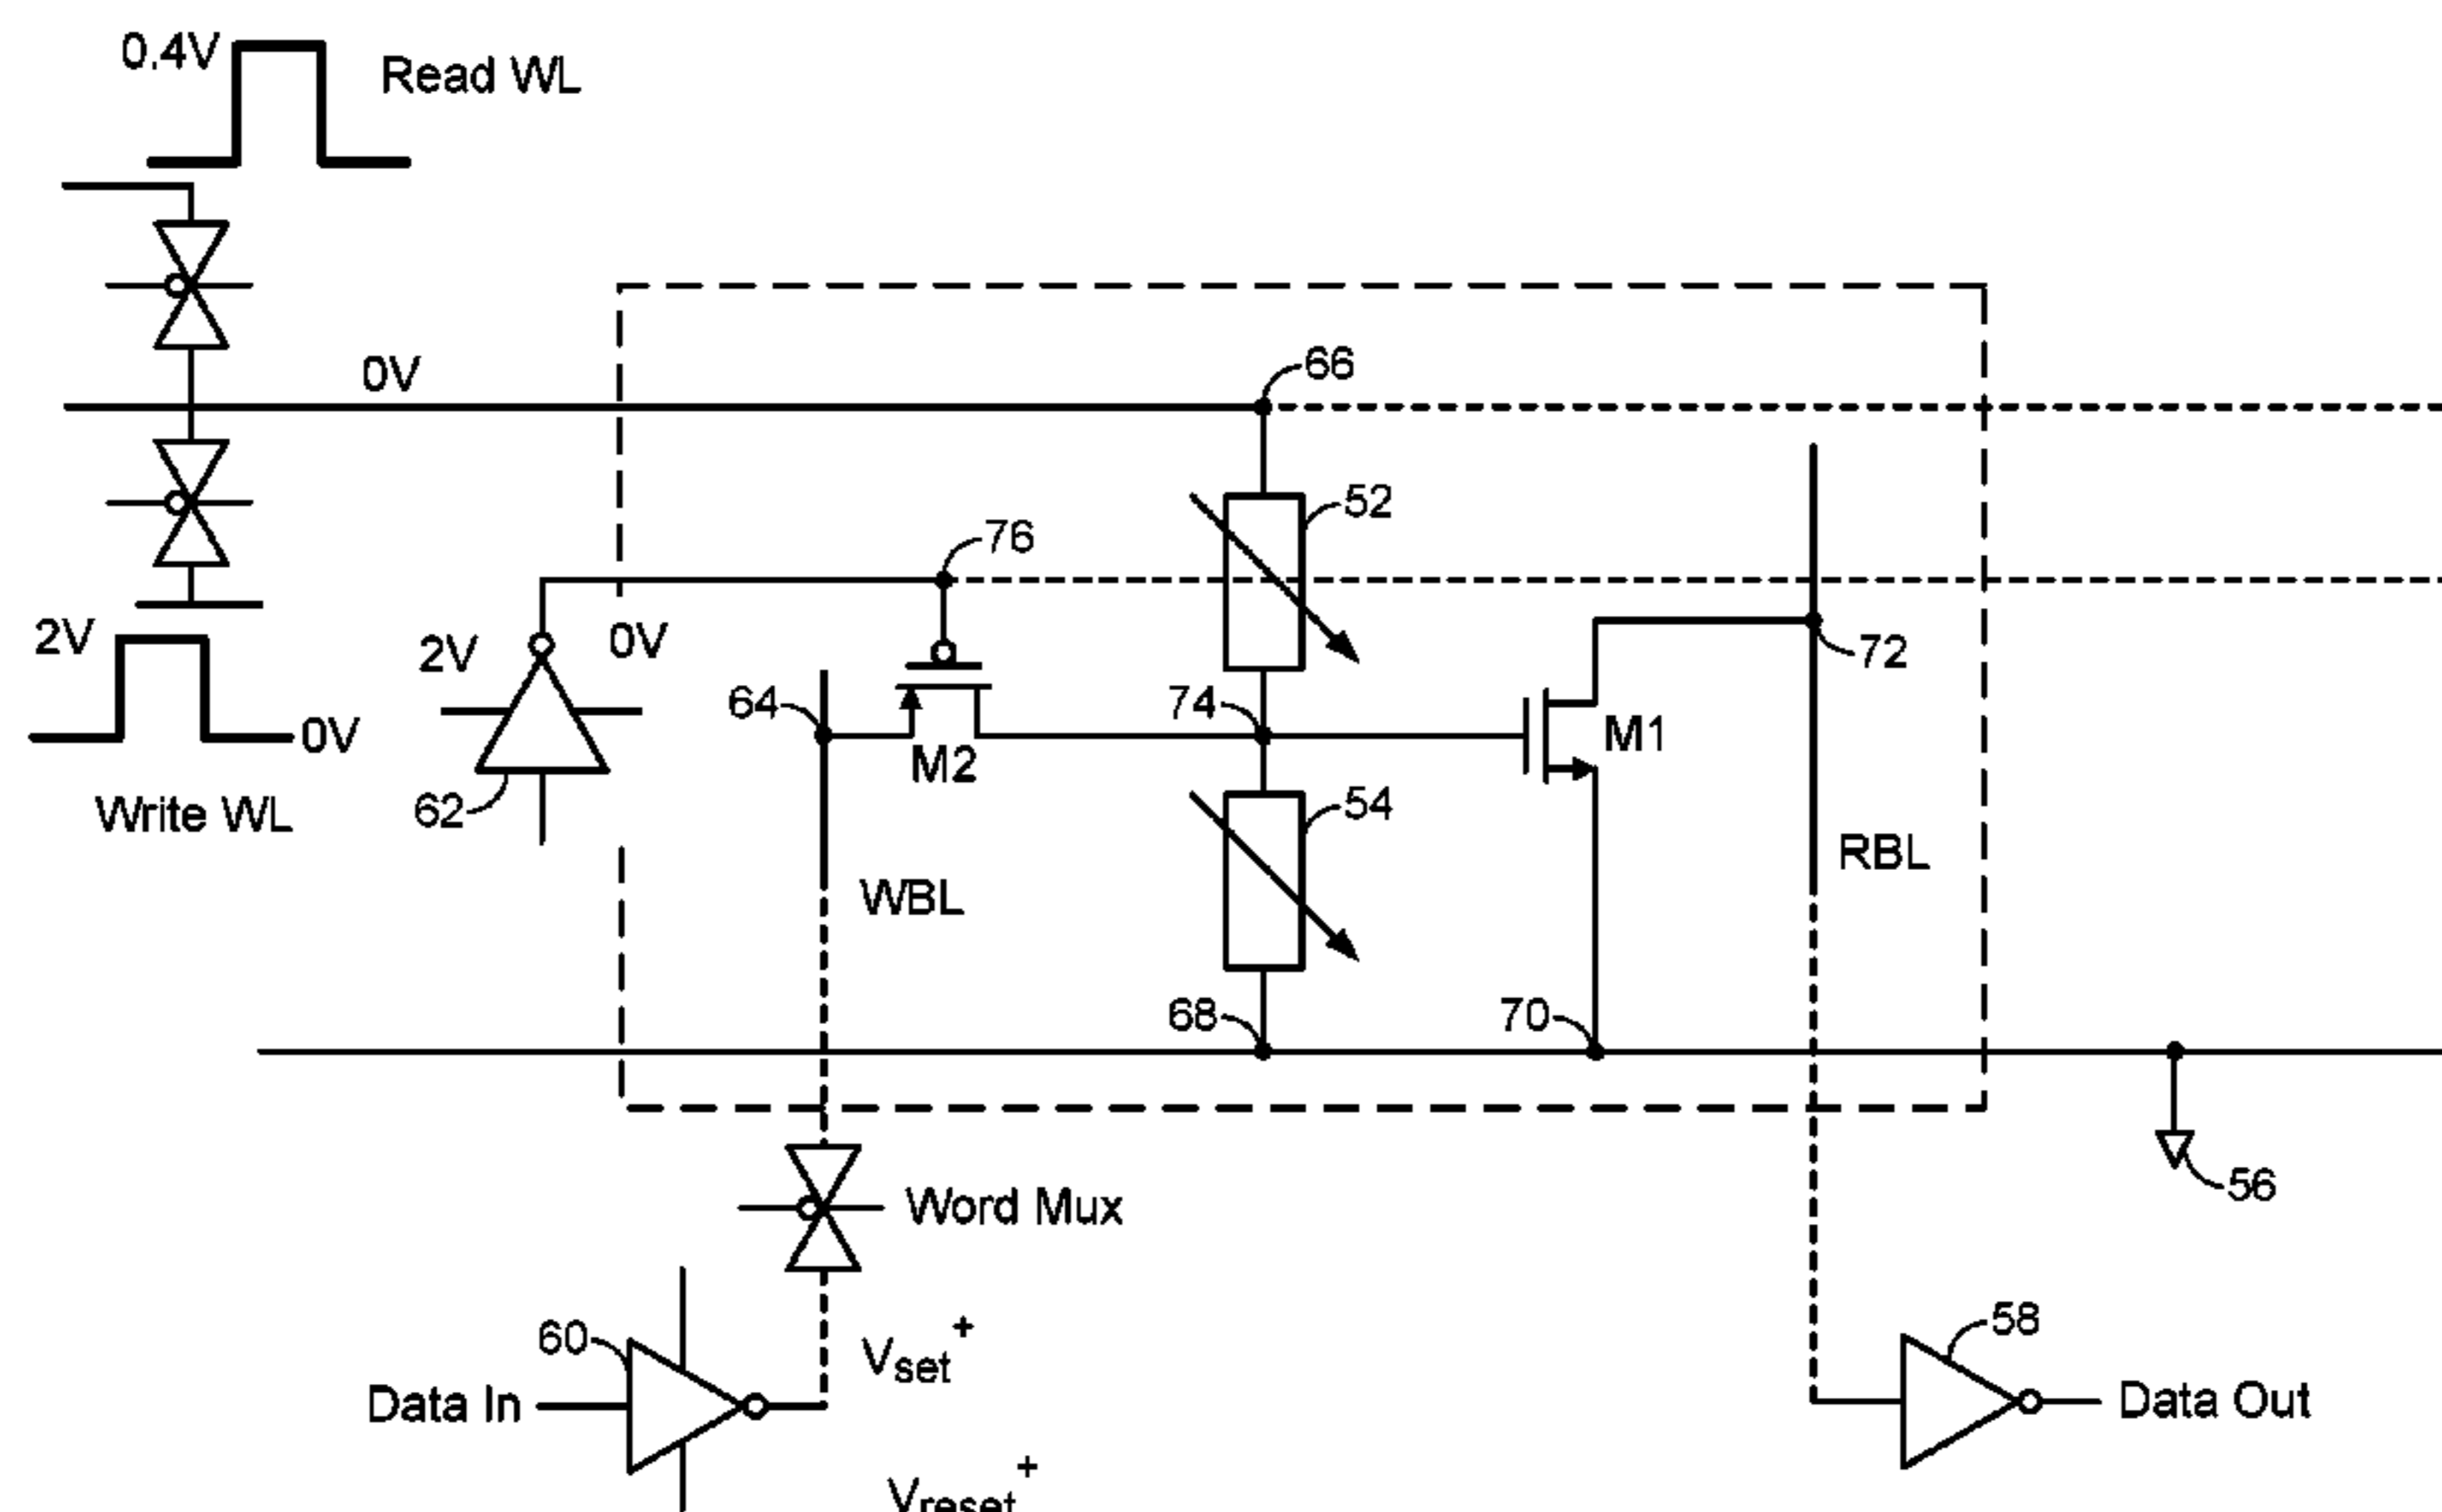 0.4V
Read WL
0V
66
52
76
2V
2V
0V
72
64
74
M1
0V
M2
Write WL
62
54
RBL
WBL
68
70
56
Word Mux
60
Vset+
58
Data In
Data Out
Vreset+